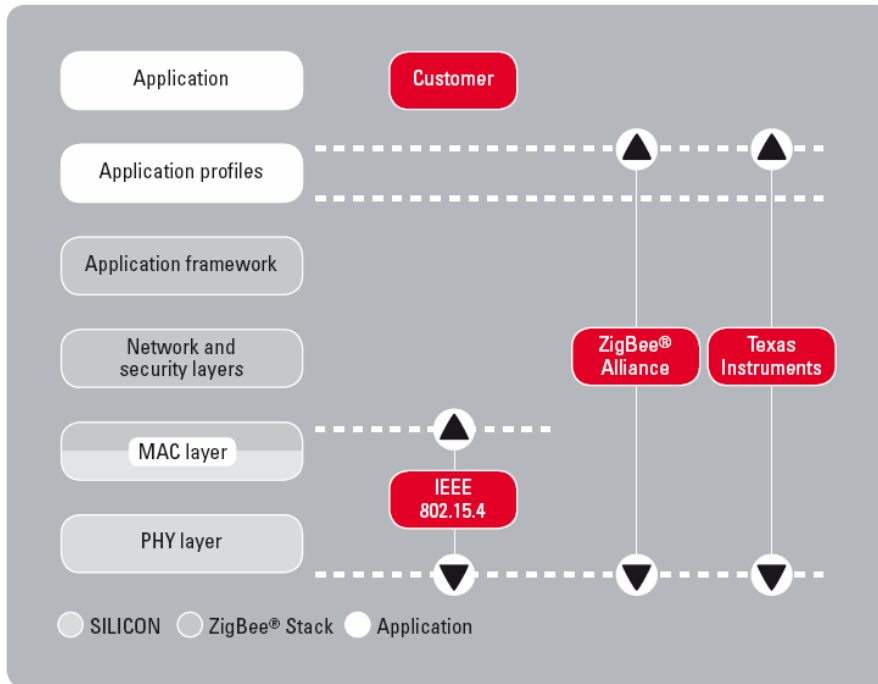 Application
Customer
Application profiles
Application framework
Network and
security layers
ZigBee®
Alliance
Texas
Instruments
MAC layer
IEEE
802.15.4
PHY layer
SILICON
ZigBee® Stack
Application